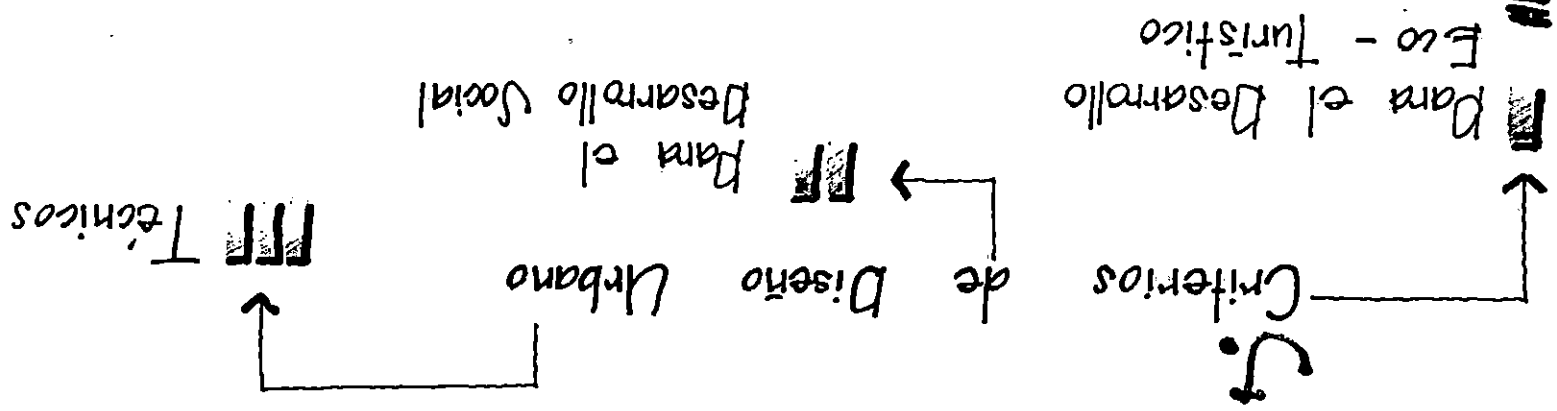 Criterios de Diseño Urbano
I Para el Desarrollo
Eco - Turístico
II Para el
Desarrollo Social
III Técnicos